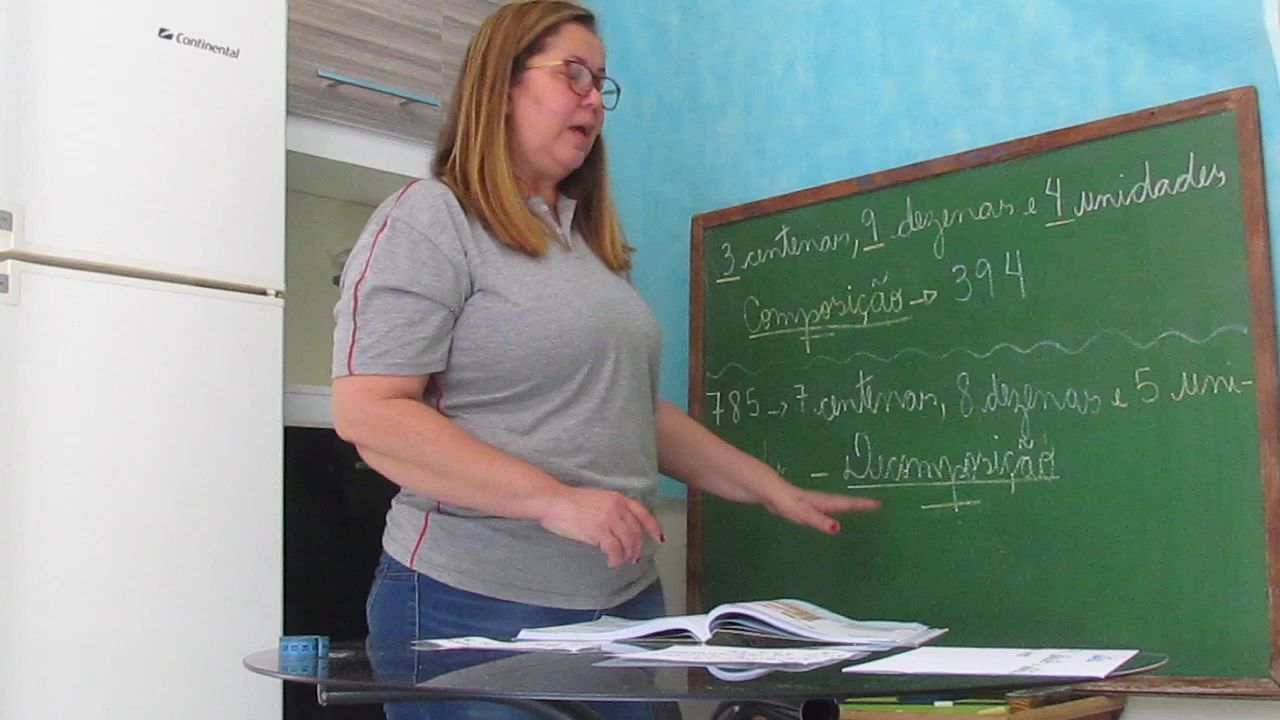 Continental
3 centenas, 9 dezenas e 4 unidades
Composição → 394
785 → 7 centenas, 8 dezenas e 5 uni-
- Decomposição